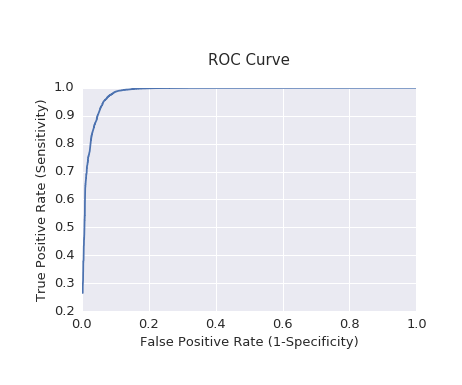 ROC Curve
1.0
0.9
0.8
0.7
0.6
0.5
0.4
0.3
0.2
True Positive Rate (Sensitivity)
0.0 0.2 0.4 0.6 0.8 1.0
False Positive Rate (1-Specificity)